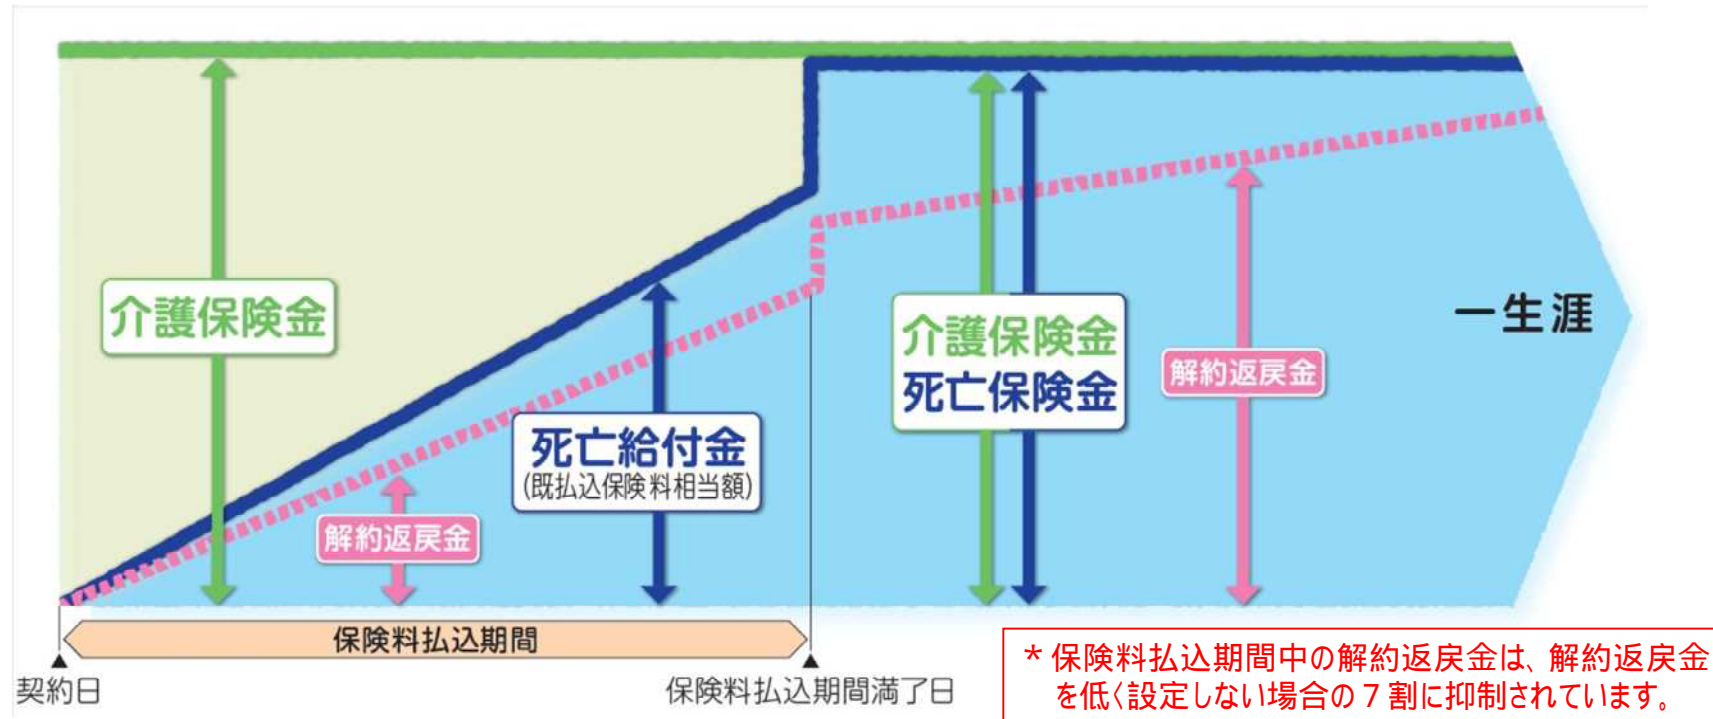 介護保険金
解約返戻金
死亡給付金
(既払込保険料相当額)
介護保険金
死亡保険金
解約返戻金
一生涯
保険料払込期間
契約日
保険料払込期間満了日
*保険料払込期間中の解約返戻金は、解約返戻金
を低く設定しない場合の7割に抑制されています。